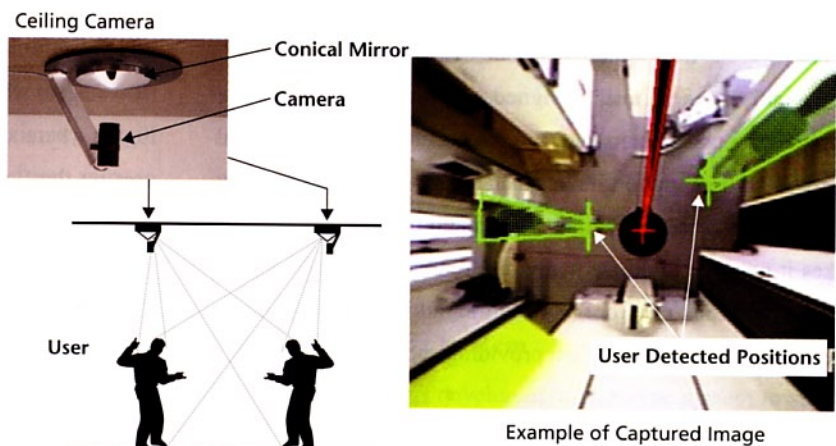 Ceiling Camera
Conical Mirror
Camera
User
User Detected Positions
Example of Captured Image